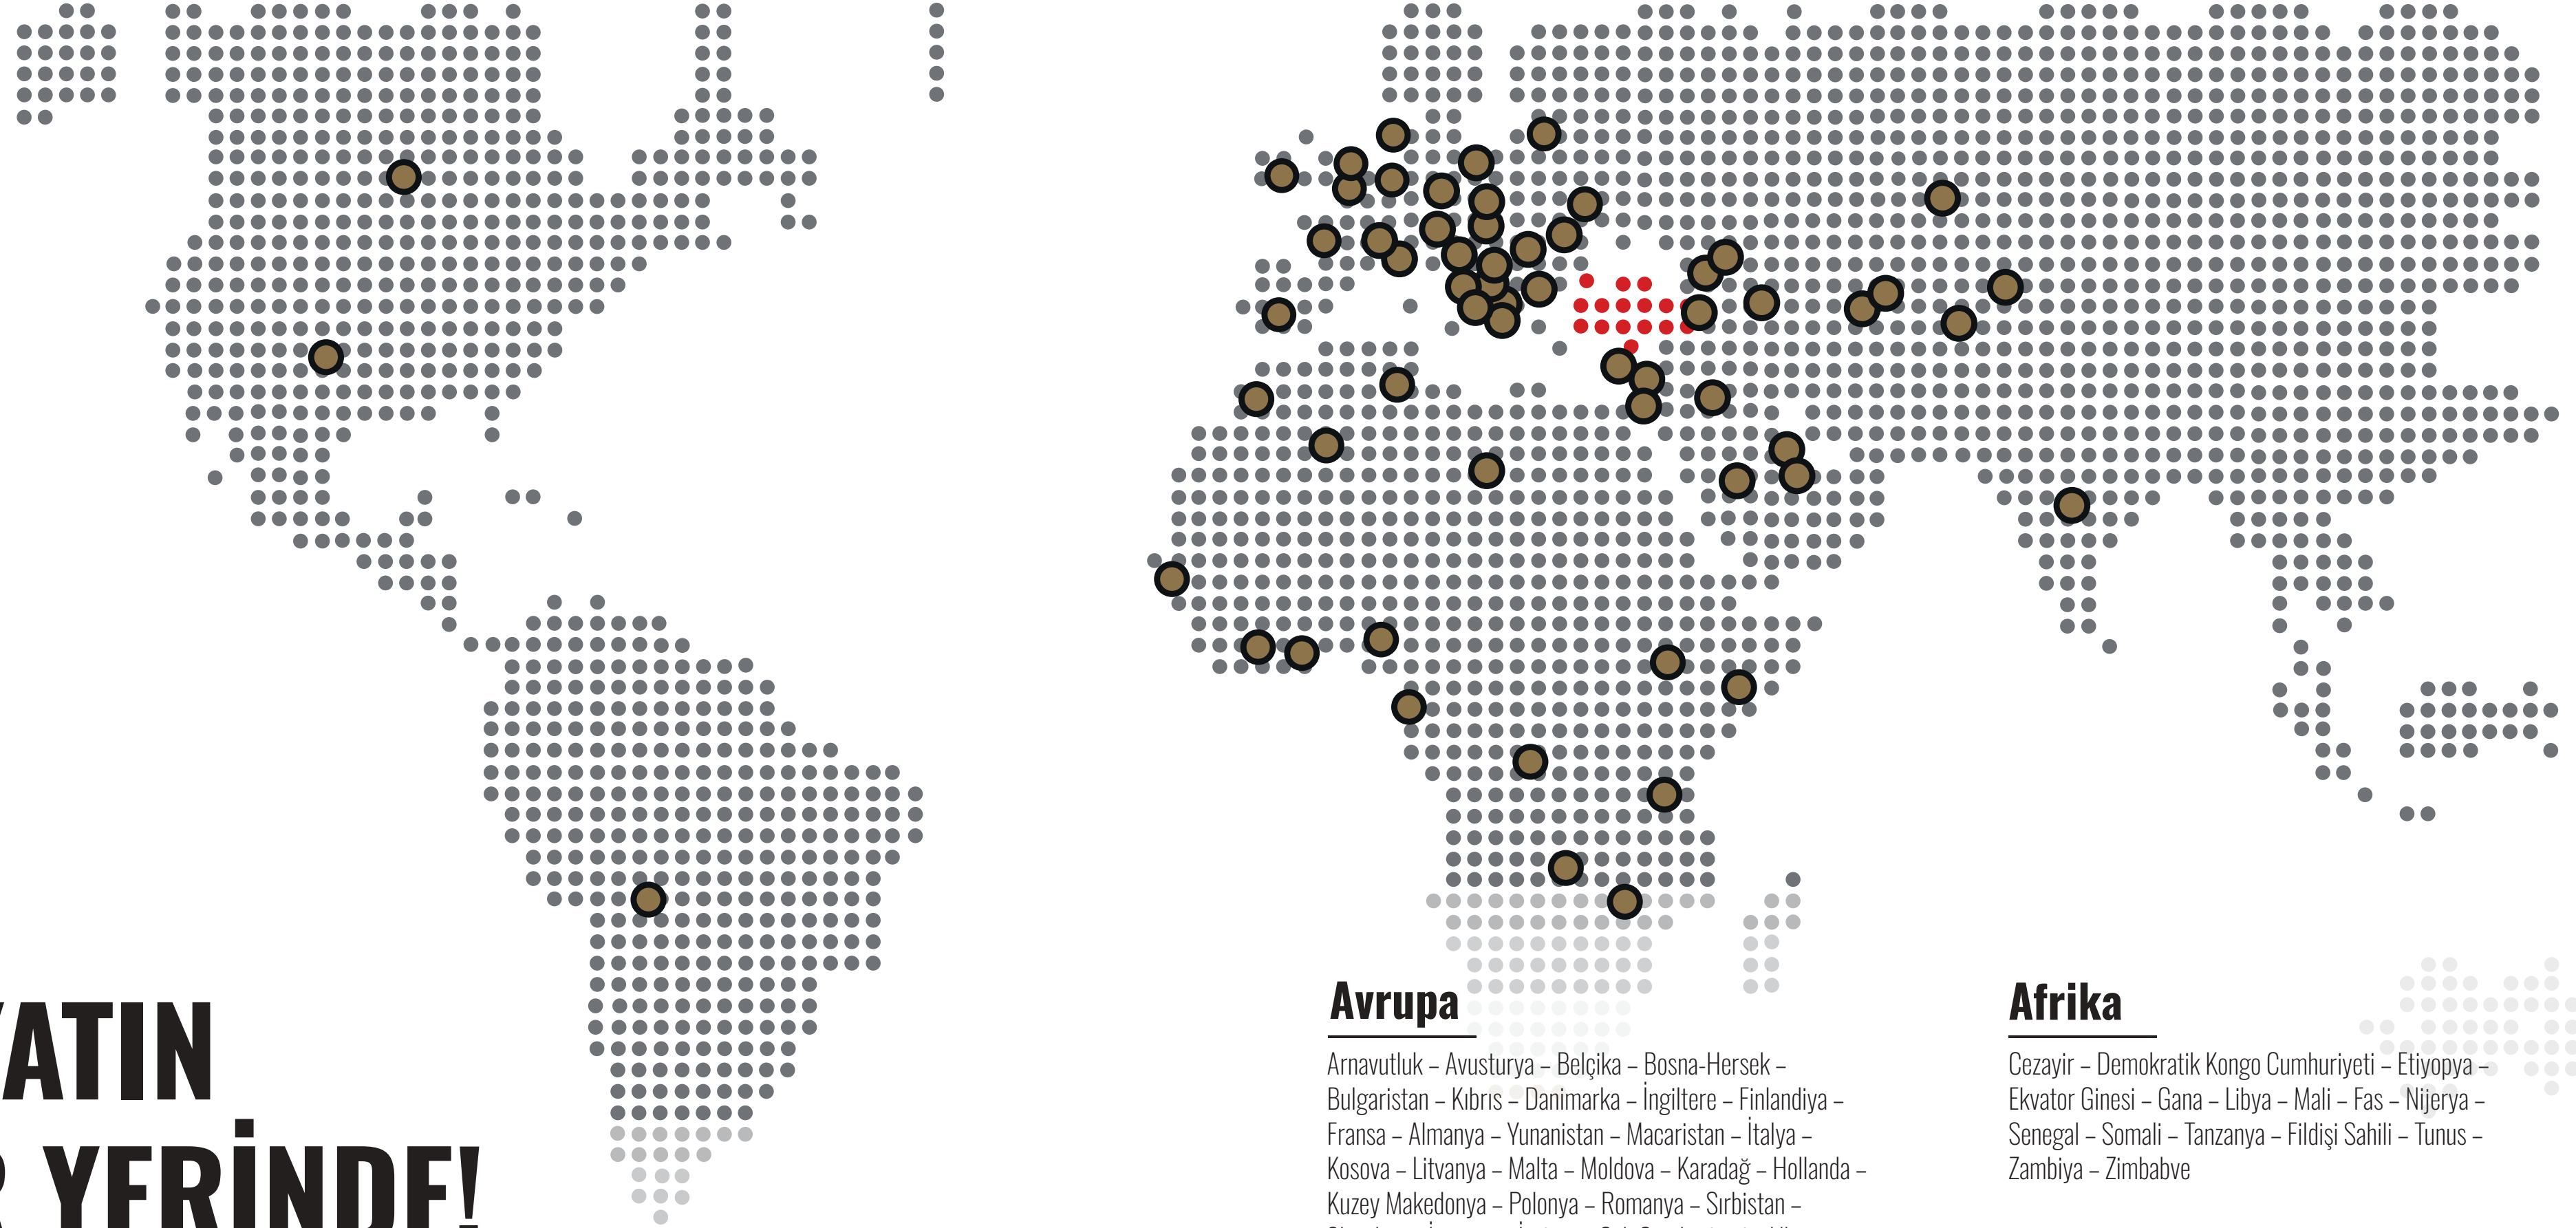 YATIN
R YERİNDE!
Avrupa
Arnavutluk – Avusturya – Belçika – Bosna-Hersek –
Bulgaristan – Kıbrıs – Danimarka – İngiltere – Finlandiya –
Fransa – Almanya – Yunanistan – Macaristan – İtalya –
Kosova – Litvanya – Malta – Moldova – Karadağ – Hollanda –
Kuzey Makedonya – Polonya – Romanya – Sırbistan –
Afrika
Cezayir – Demokratik Kongo Cumhuriyeti – Etiyopya –
Ekvator Ginesi – Gana – Libya – Mali – Fas – Nijerya –
Senegal – Somali – Tanzanya – Fildişi Sahili – Tunus –
Zambiya – Zimbabve